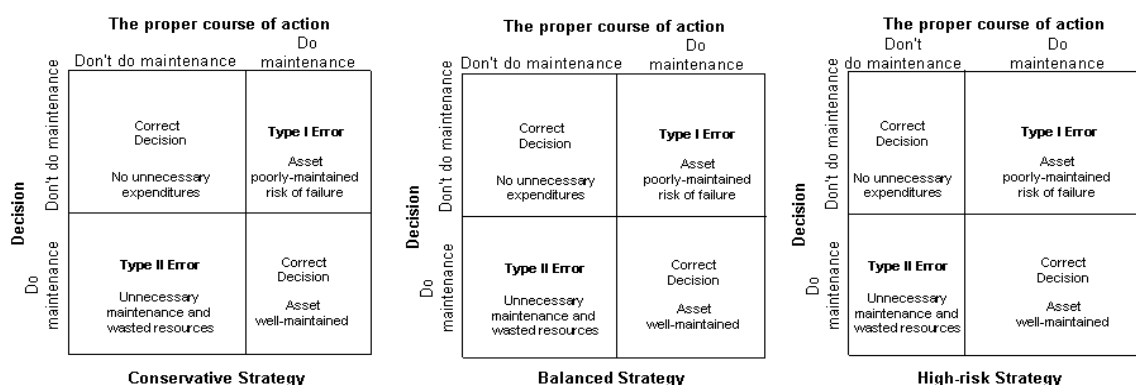 The proper course of action
Don't do maintenance
Do
maintenance
Decision
Don't do maintenance
Do
maintenance
Correct
Decision
No unnecessary
expenditures
Type I Error
Asset
poorly-maintained
risk of failure
Type II Error
Unnecessary
maintenance and
wasted resources
Correct
Decision
Asset
well-maintained
Conservative Strategy
The proper course of action
Don't do maintenance
Do
maintenance
Decision
Don't do maintenance
Do
maintenance
Correct
Decision
No unnecessary
expenditures
Type I Error
Asset
poorly-maintained
risk of failure
Type II Error
Unnecessary
maintenance and
wasted resources
Correct
Decision
Asset
well-maintained
Balanced Strategy
The proper course of action
Don't
do maintenance
Do
maintenance
Decision
Don't do maintenance
Do
maintenance
Correct
Decision
No unnecessary
expenditures
Type I Error
Asset
poorly-maintained
risk of failure
Type II Error
Unnecessary
maintenance and
wasted resources
Correct
Decision
Asset
well-maintained
High-risk Strategy